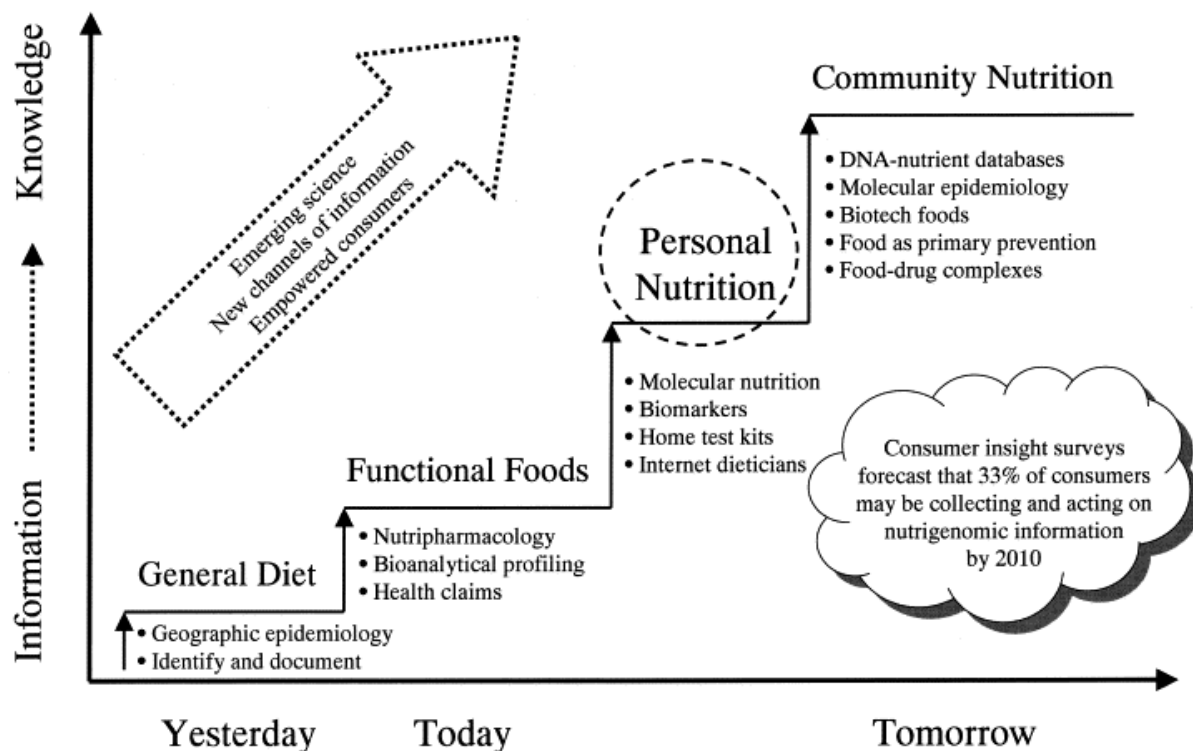 Knowledge
Information
Emerging science
New channels of information
Empowered consumers
Community Nutrition
• DNA-nutrient databases
• Molecular epidemiology
• Biotech foods
• Food as primary prevention
• Food-drug complexes
Personal
Nutrition
• Molecular nutrition
• Biomarkers
• Home test kits
• Internet dieticians
Functional Foods
• Nutripharmacology
• Bioanalytical profiling
• Health claims
General Diet
• Geographic epidemiology
• Identify and document
Consumer insight surveys
forecast that 33% of consumers
may be collecting and acting on
nutrigenomic information
by 2010
Yesterday
Today
Tomorrow